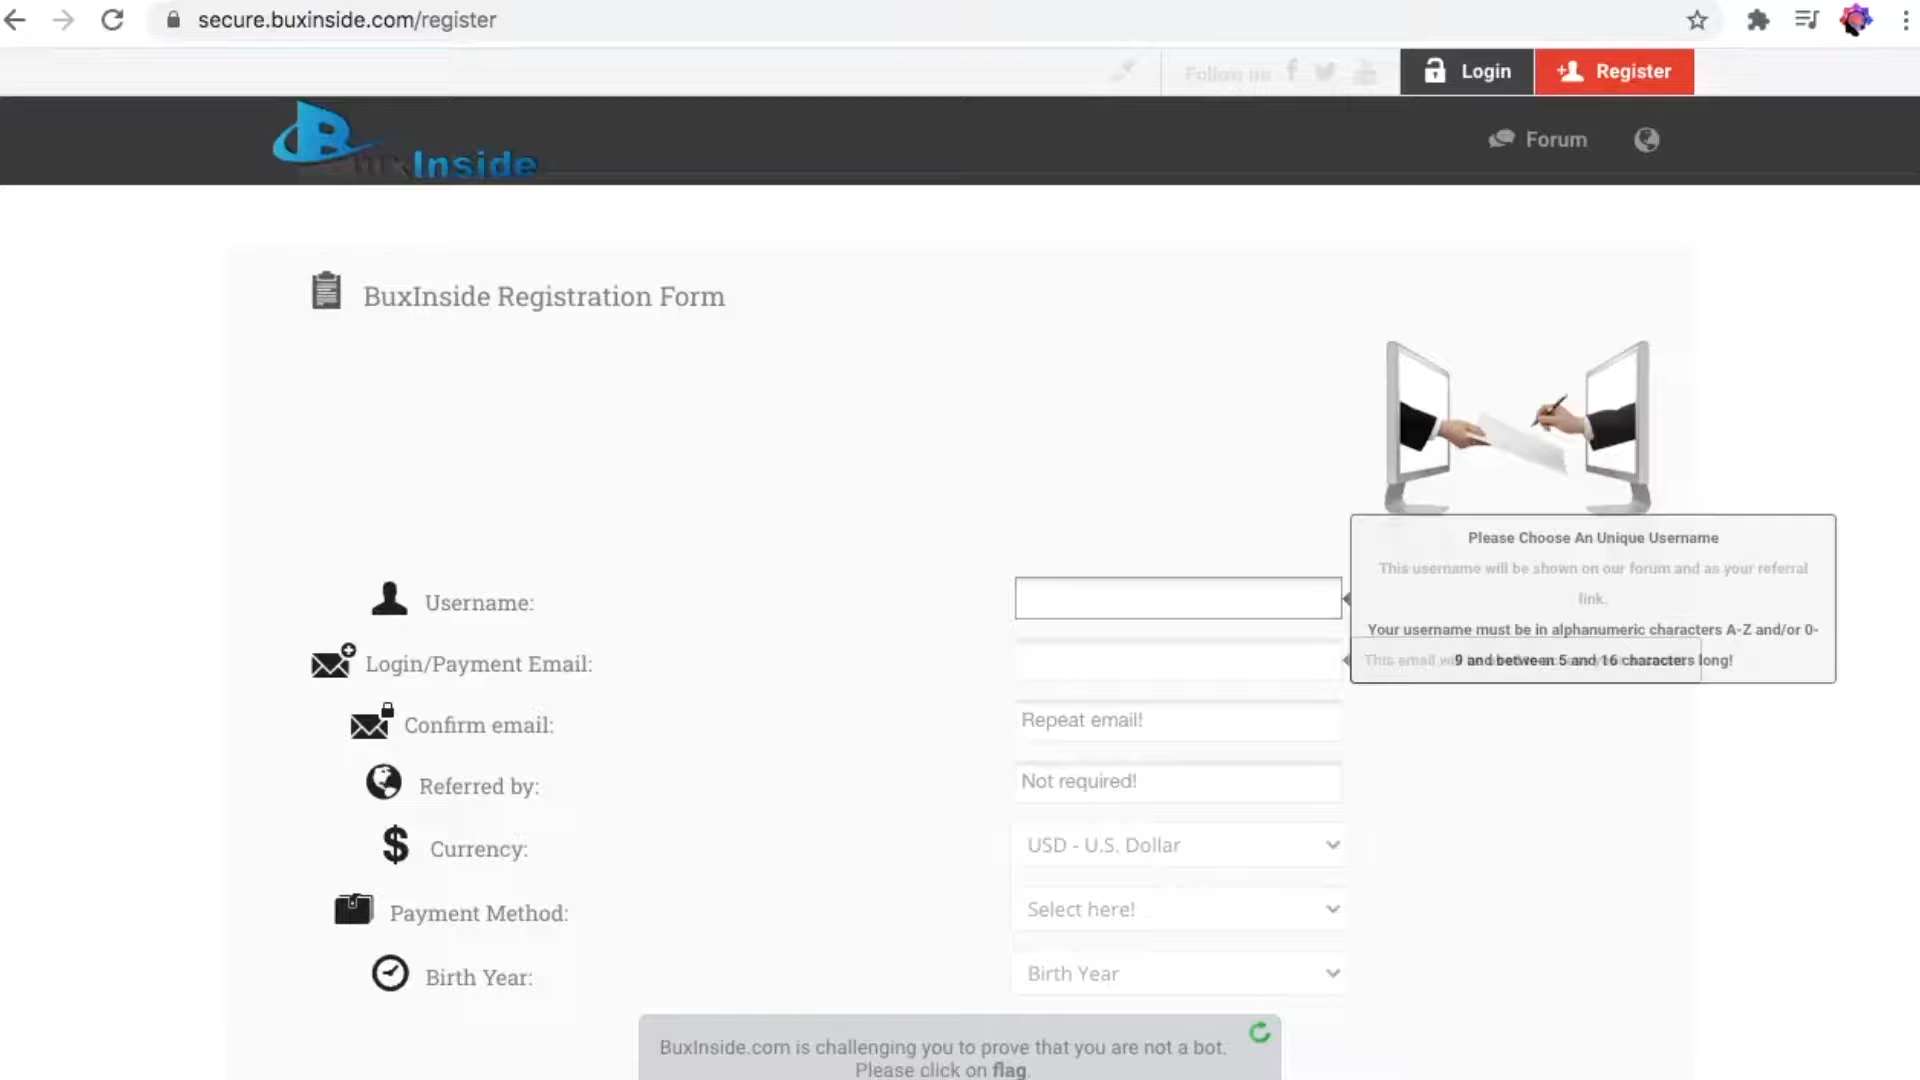 secure.buxinside.com/register
Follow us
Login
Register
BuxInside
Forum
BuxInside Registration Form
Please Choose An Unique Username
This username will be shown on our forum and as your referral
link.
Your username must be in alphanumeric characters A-Z and/or 0-
9 and between 5 and 16 characters long!
Username:
This email
Login/Payment Email:
Confirm email:
Repeat email!
Referred by:
Not required!
Currency:
USD - U.S. Dollar
Payment Method:
Select here!
Birth Year:
Birth Year
BuxInside.com is challenging you to prove that you are not a bot.
Please click on flag.